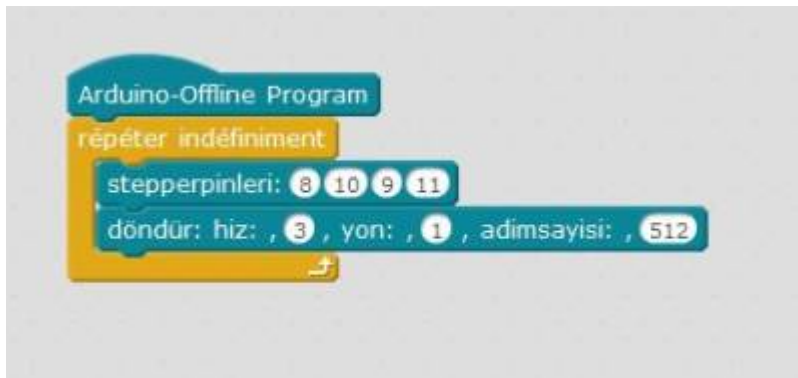 Arduino-Offline Program
répéter indéfiniment
stepperpinleri: 8 10 9 11
döndür: hiz: , 3 , yon: , 1 , adimsayisi: , 512